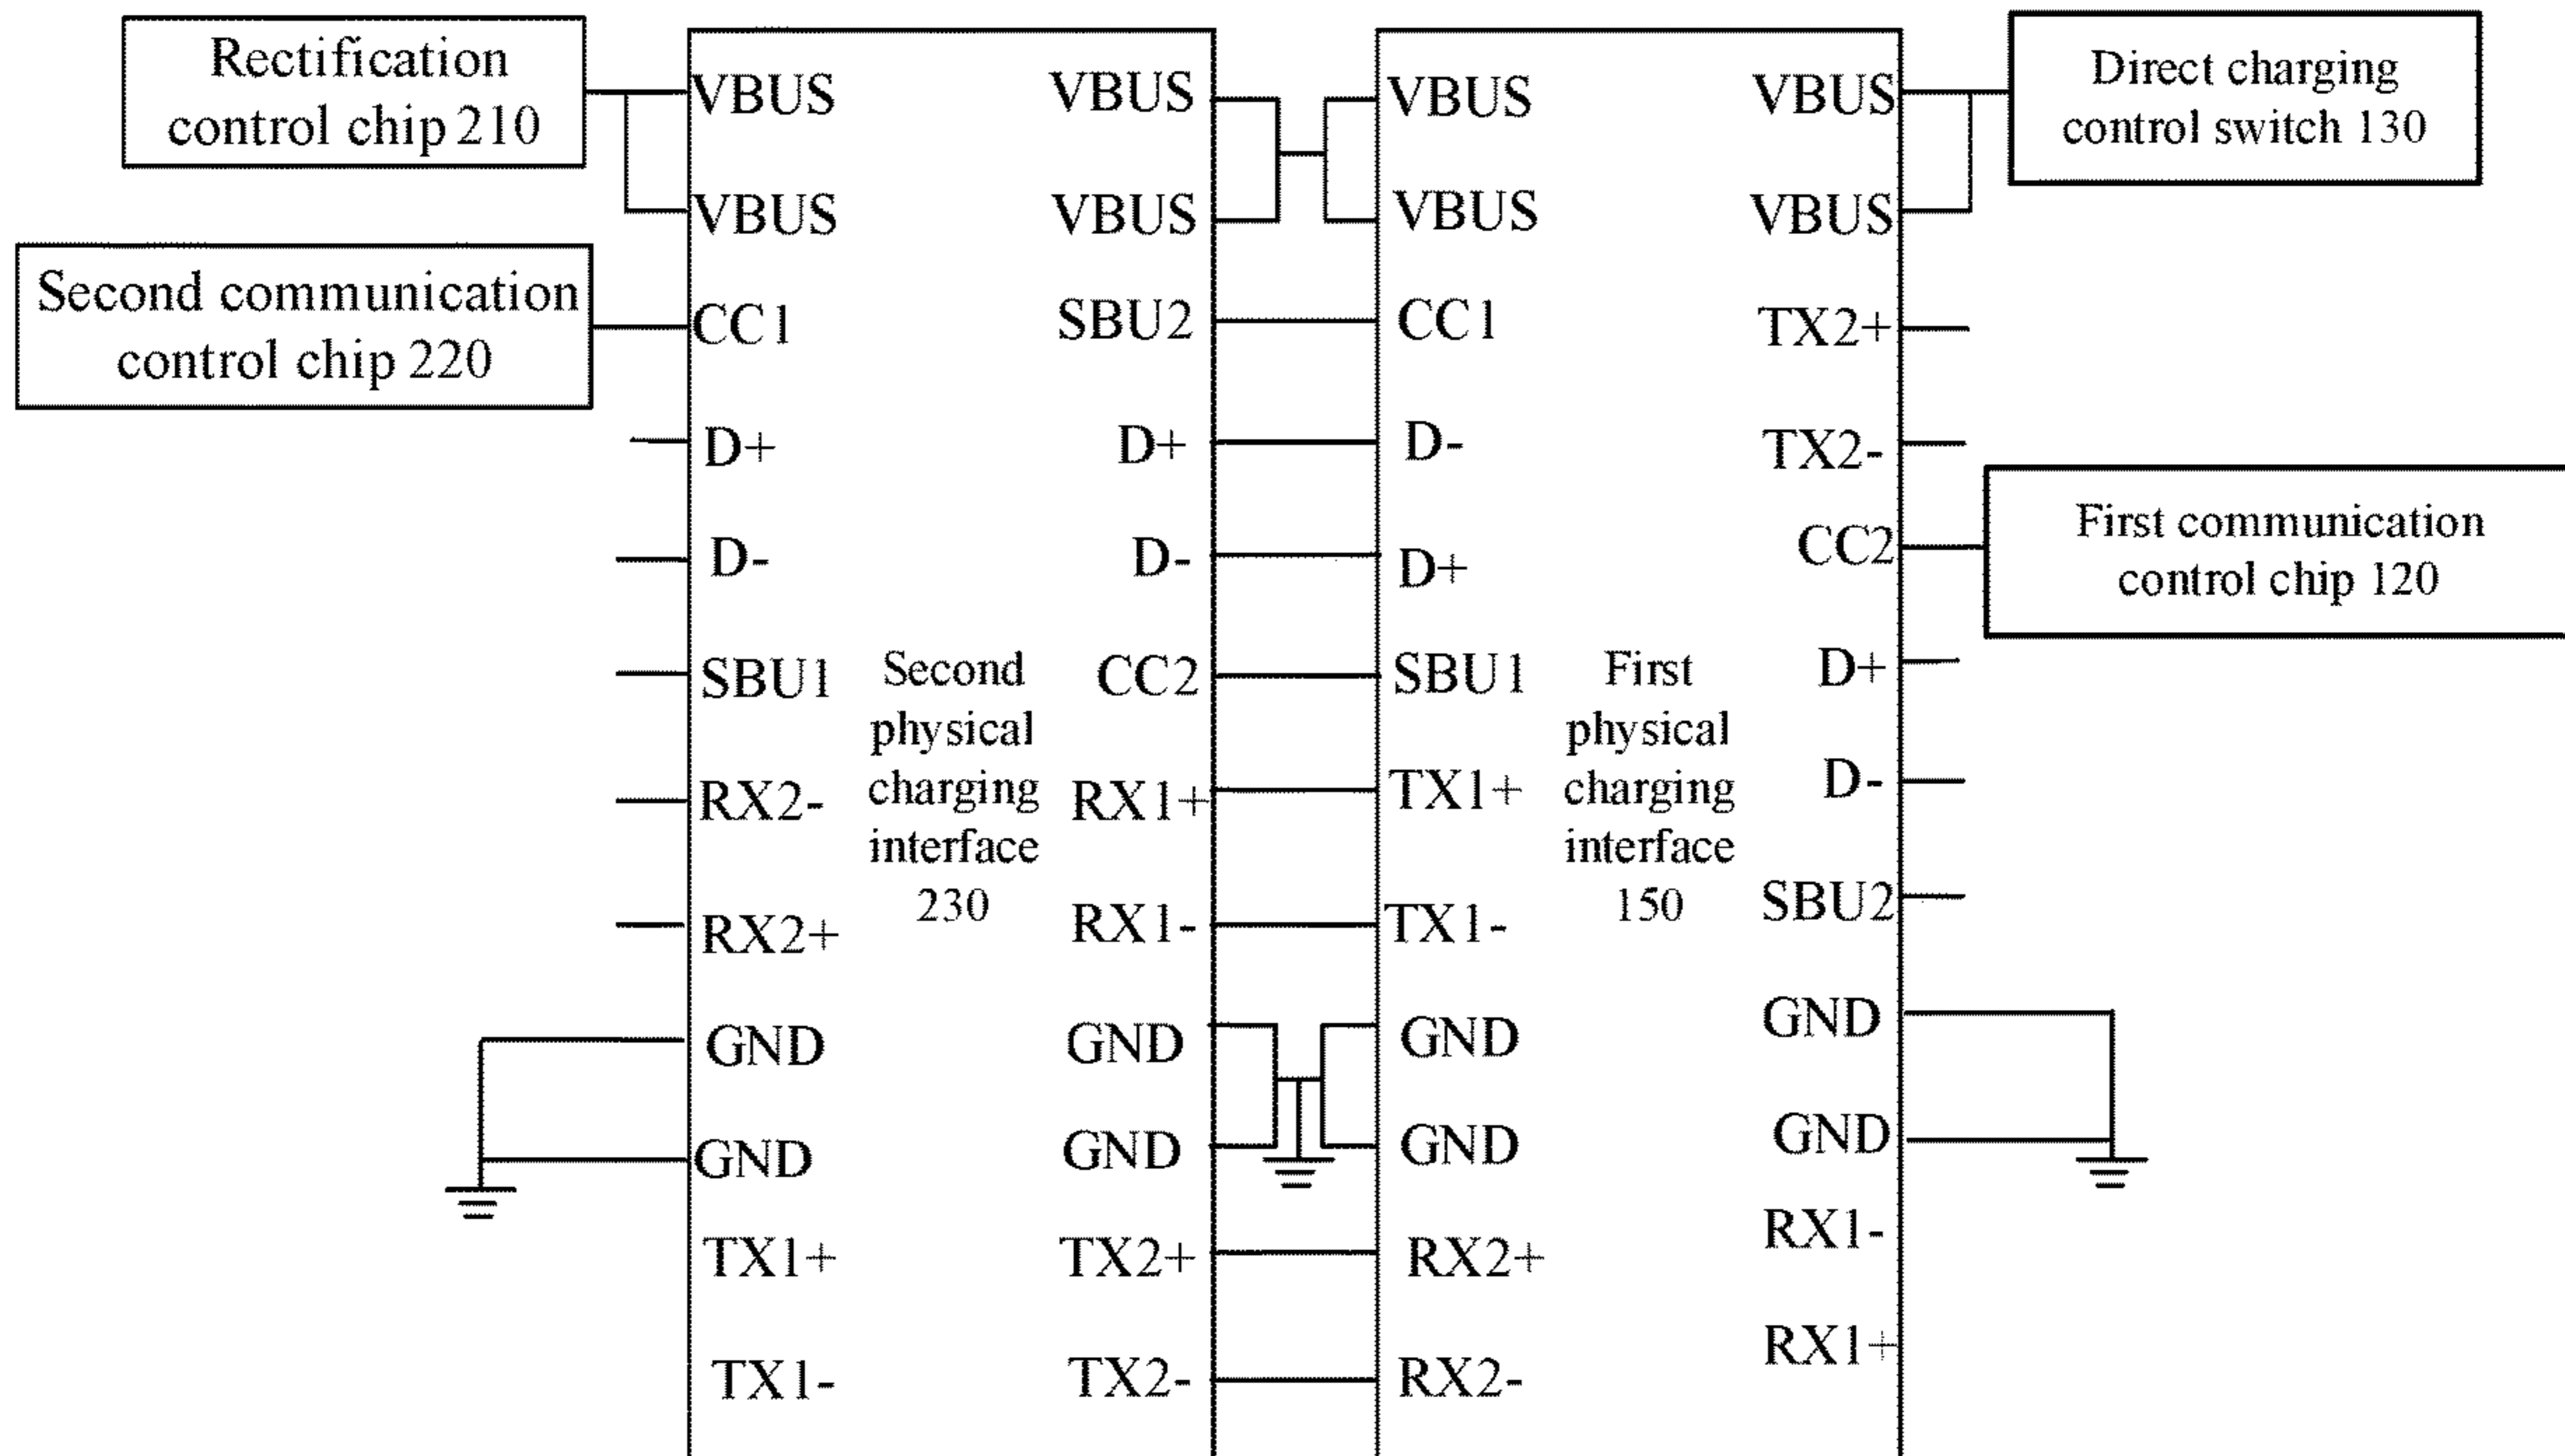 Rectification
control chip 210
Second communication
control chip 220
VBUS
VBUS
CC1
D+
D-
SBU1
RX2-
RX2+
GND
GND
TX1+
TX1-
Second
physical
charging
interface
230
VBUS
VBUS
SBU2
D+
D-
CC2
RX1+
RX1-
GND
GND
TX2+
TX2-
VBUS
VBUS
CC1
D-
D+
SBU1
TX1+
TX1-
GND
GND
RX2+
RX2-
First
physical
charging
interface
150
VBUS
VBUS
TX2+
TX2-
CC2
D+
D-
SBU2
GND
GND
RX1-
RX1+
Direct charging
control switch 130
First communication
control chip 120